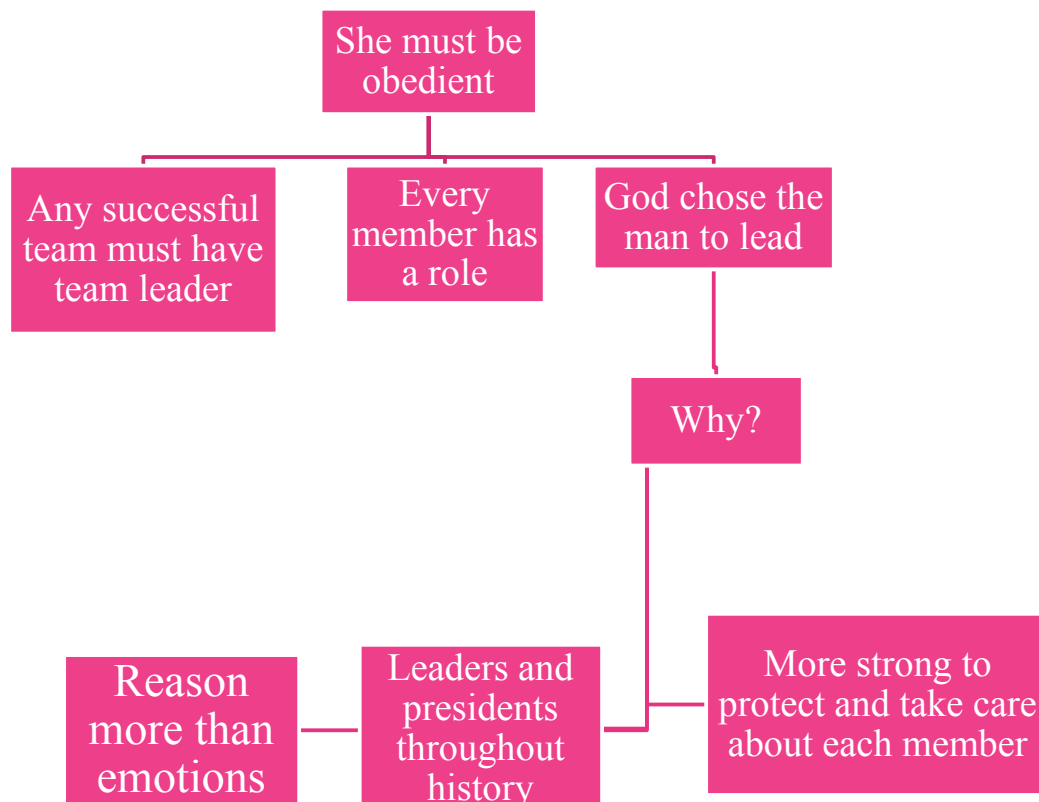 She must be
obedient
Any successful
team must have
team leader
Every
member has
a role
God chose the
man to lead
Why?
Reason
more than
emotions
Leaders and
presidents
throughout
history
More strong to
protect and take care
about each member